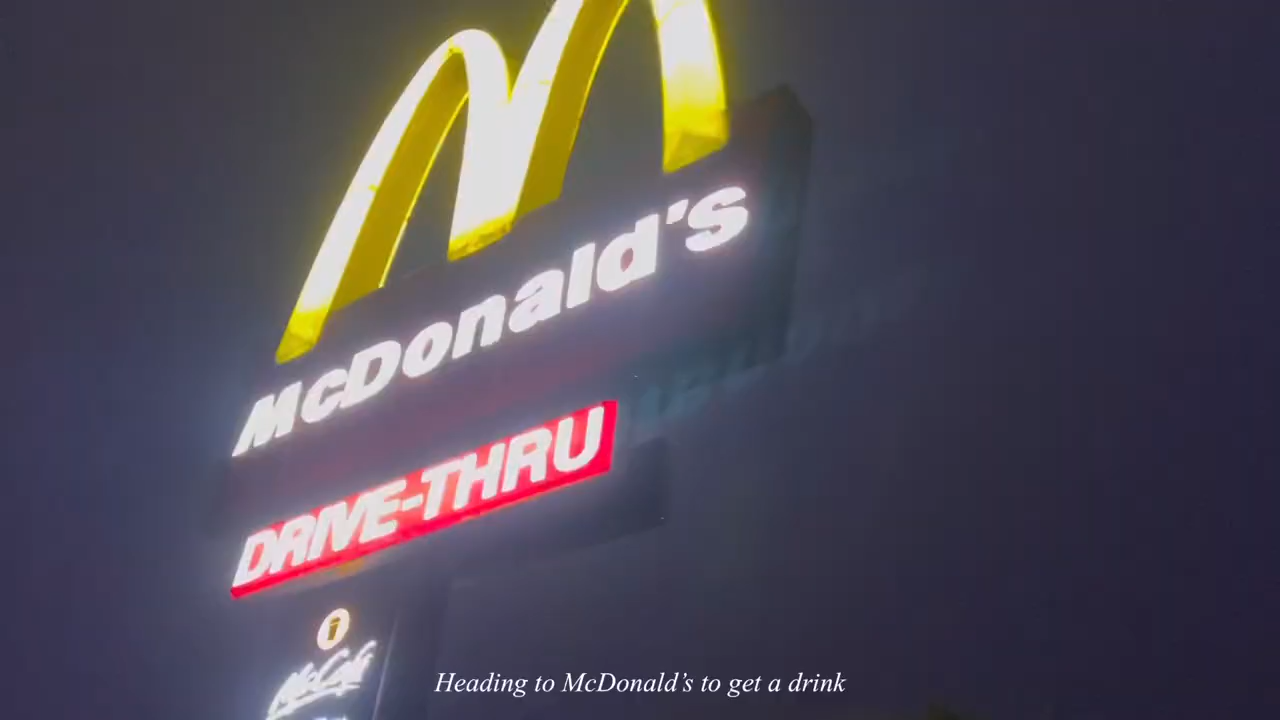 McDonald's
DRIVE-THRU
McCafé
Heading to McDonald’s to get a drink